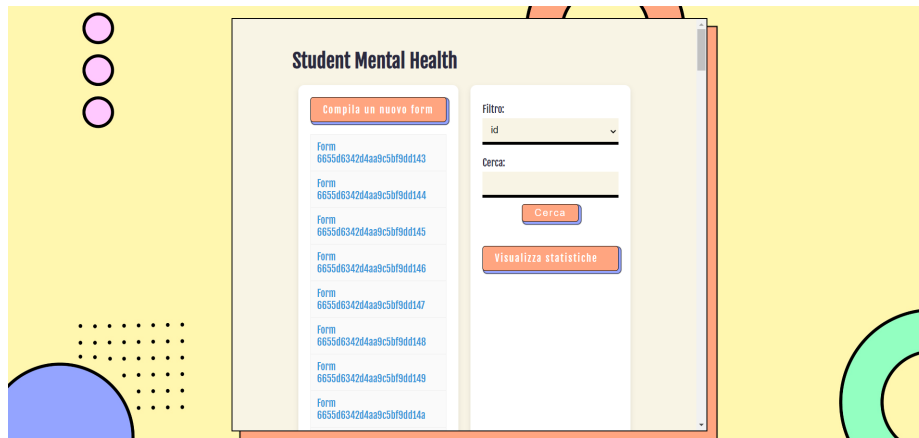 Student Mental Health
Compila un nuovo form
Form
6655d6342d4aa9c5bf9dd143
Form
6655d6342d4aa9c5bf9dd144
Form
6655d6342d4aa9c5bf9dd145
Form
6655d6342d4aa9c5bf9dd146
Form
6655d6342d4aa9c5bf9dd147
Form
6655d6342d4aa9c5bf9dd148
Form
6655d6342d4aa9c5bf9dd149
Form
6655d6342d4aa9c5bf9dd14a
Filtro:
id
Cerca:
Cerca
Visualizza statistiche